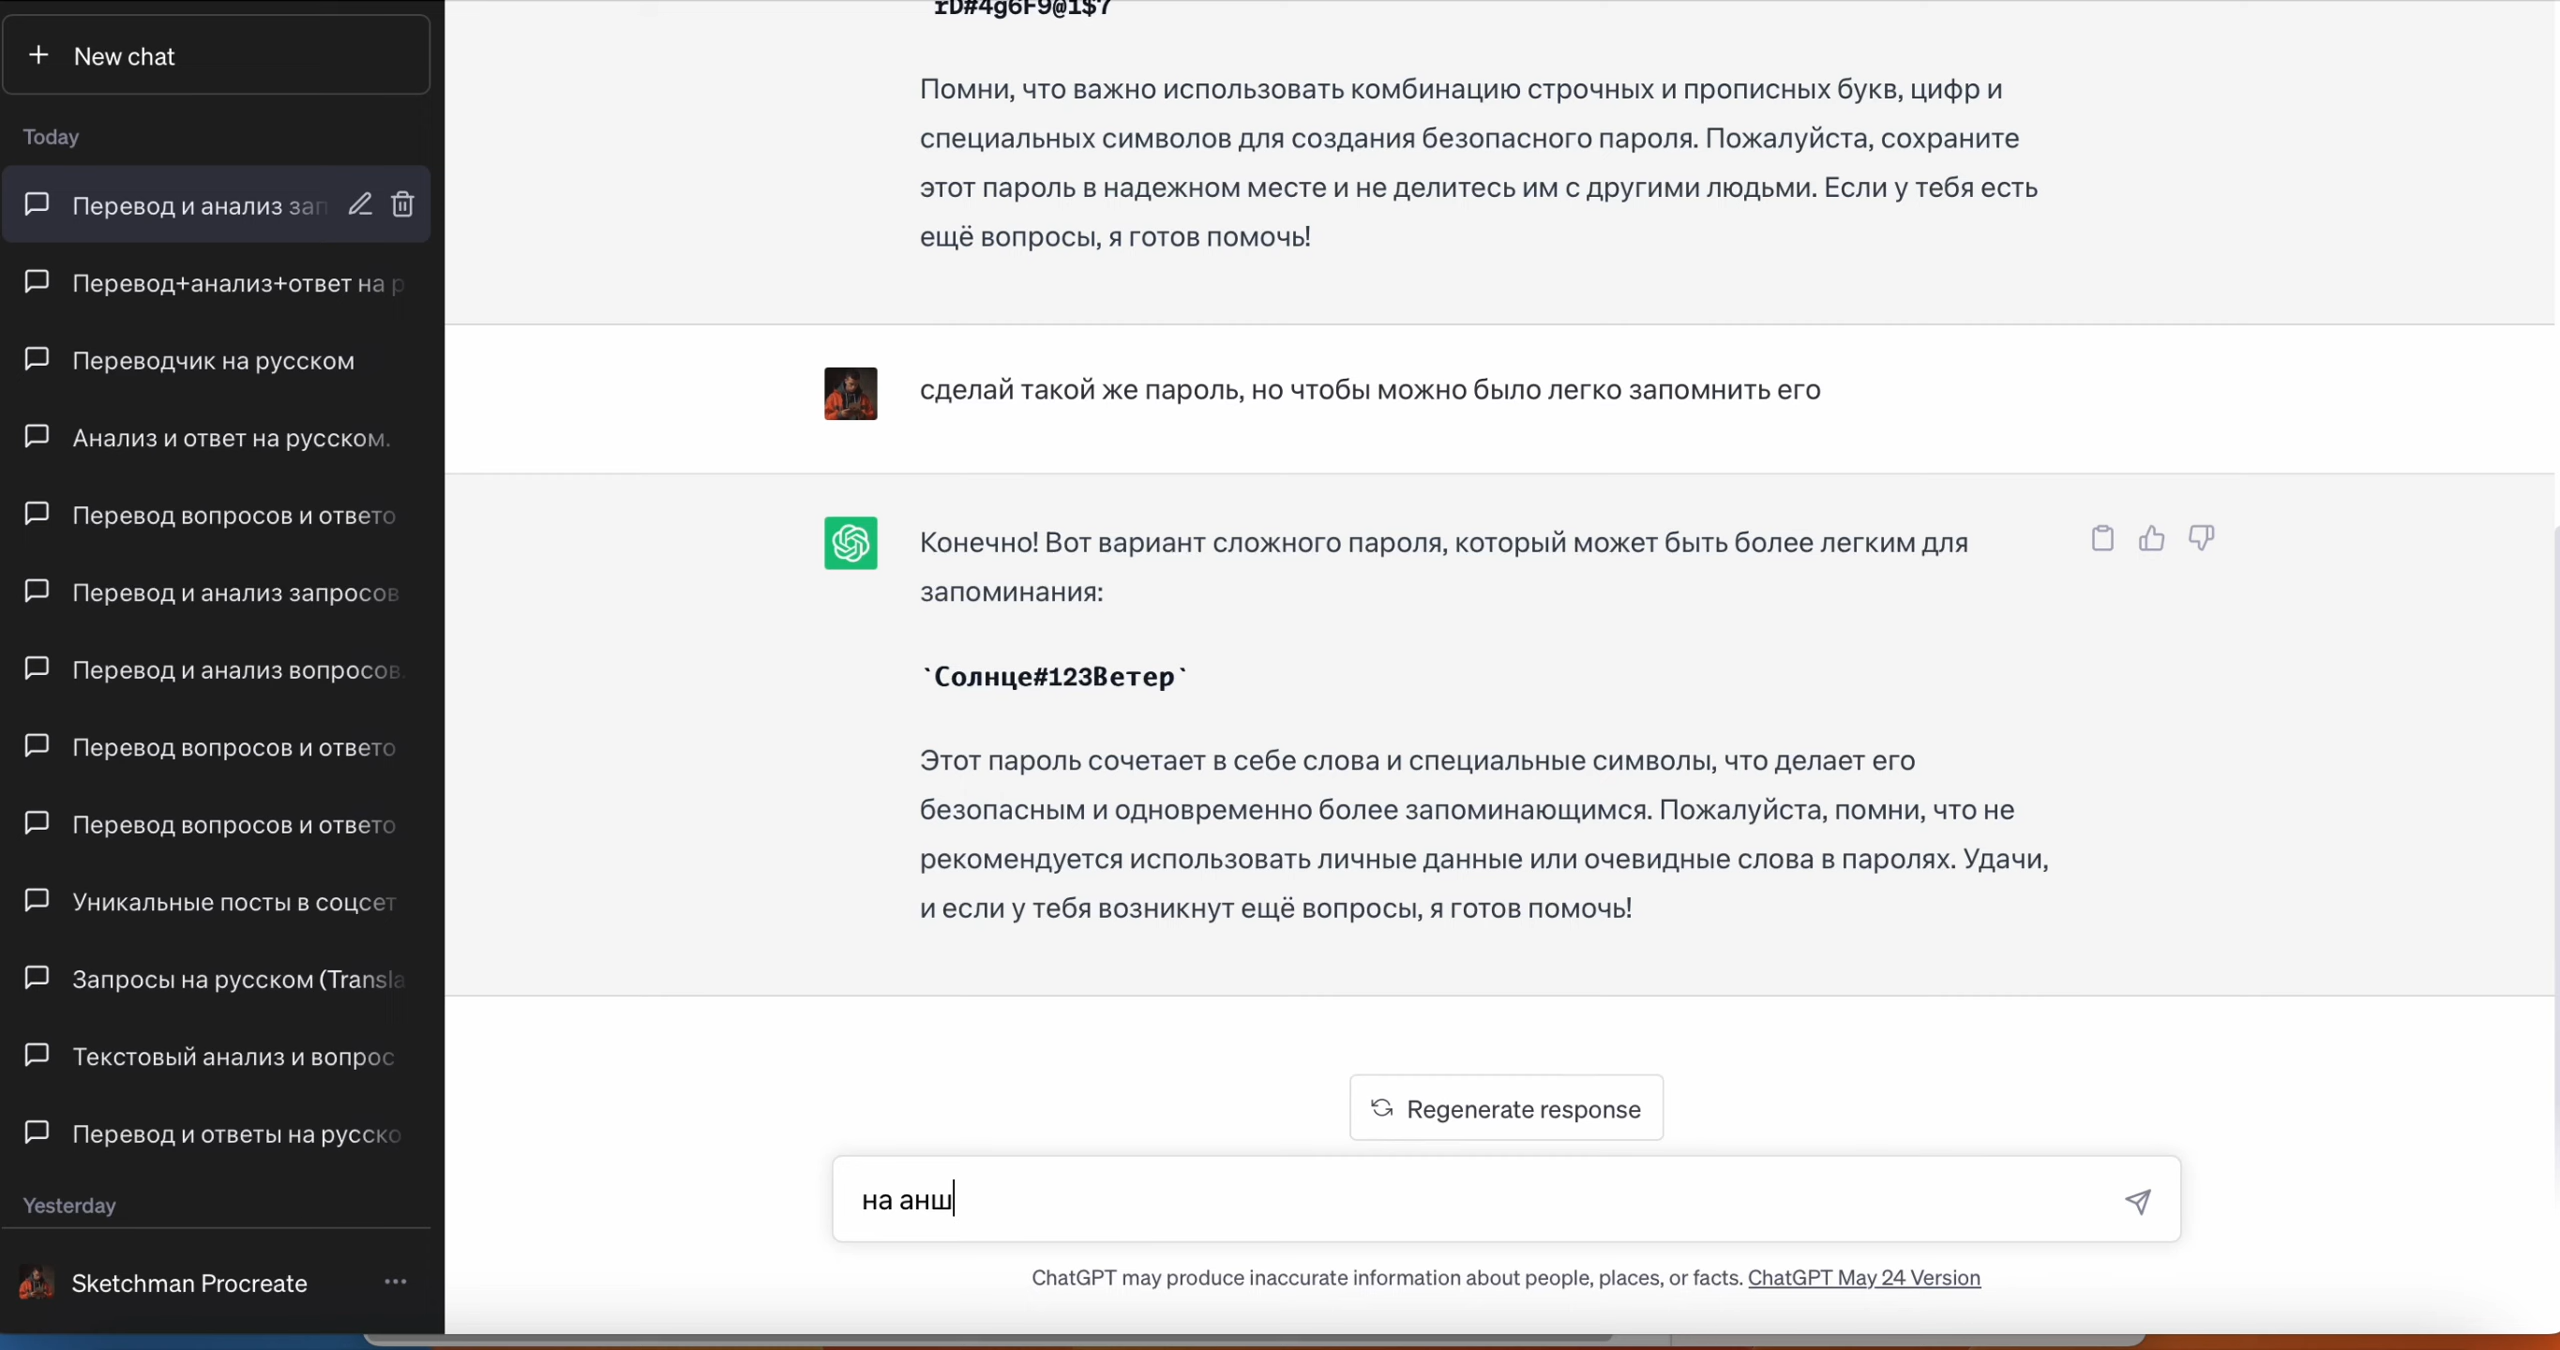 New chat
Today
Перевод и анализ зап
Перевод+анализ+ответ на р
Переводчик на русском
Анализ и ответ на русском.
Перевод вопросов и ответо
Перевод и анализ запросов
Перевод и анализ вопросов.
Перевод вопросов и ответо
Перевод вопросов и ответо
Уникальные посты в соцсет
Запросы на русском (Transla
Текстовый анализ и вопрос
Перевод и ответы на русско
Yesterday
Sketchman Procreate
rD#4g6F9@1$7
Помни, что важно использовать комбинацию строчных и прописных букв, цифр и
специальных символов для создания безопасного пароля. Пожалуйста, сохраните
этот пароль в надежном месте и не делитесь им с другими людьми. Если у тебя есть
ещё вопросы, я готов помочь!
сделай такой же пароль, но чтобы можно было легко запомнить его
Конечно! Вот вариант сложного пароля, который может быть более легким для
запоминания:
`Солнце#123Ветер`
Этот пароль сочетает в себе слова и специальные символы, что делает его
безопасным и одновременно более запоминающимся. Пожалуйста, помни, что не
рекомендуется использовать личные данные или очевидные слова в паролях. Удачи,
и если у тебя возникнут ещё вопросы, я готов помочь!
Regenerate response
на анш
ChatGPT may produce inaccurate information about people, places, or facts. ChatGPT May 24 Version